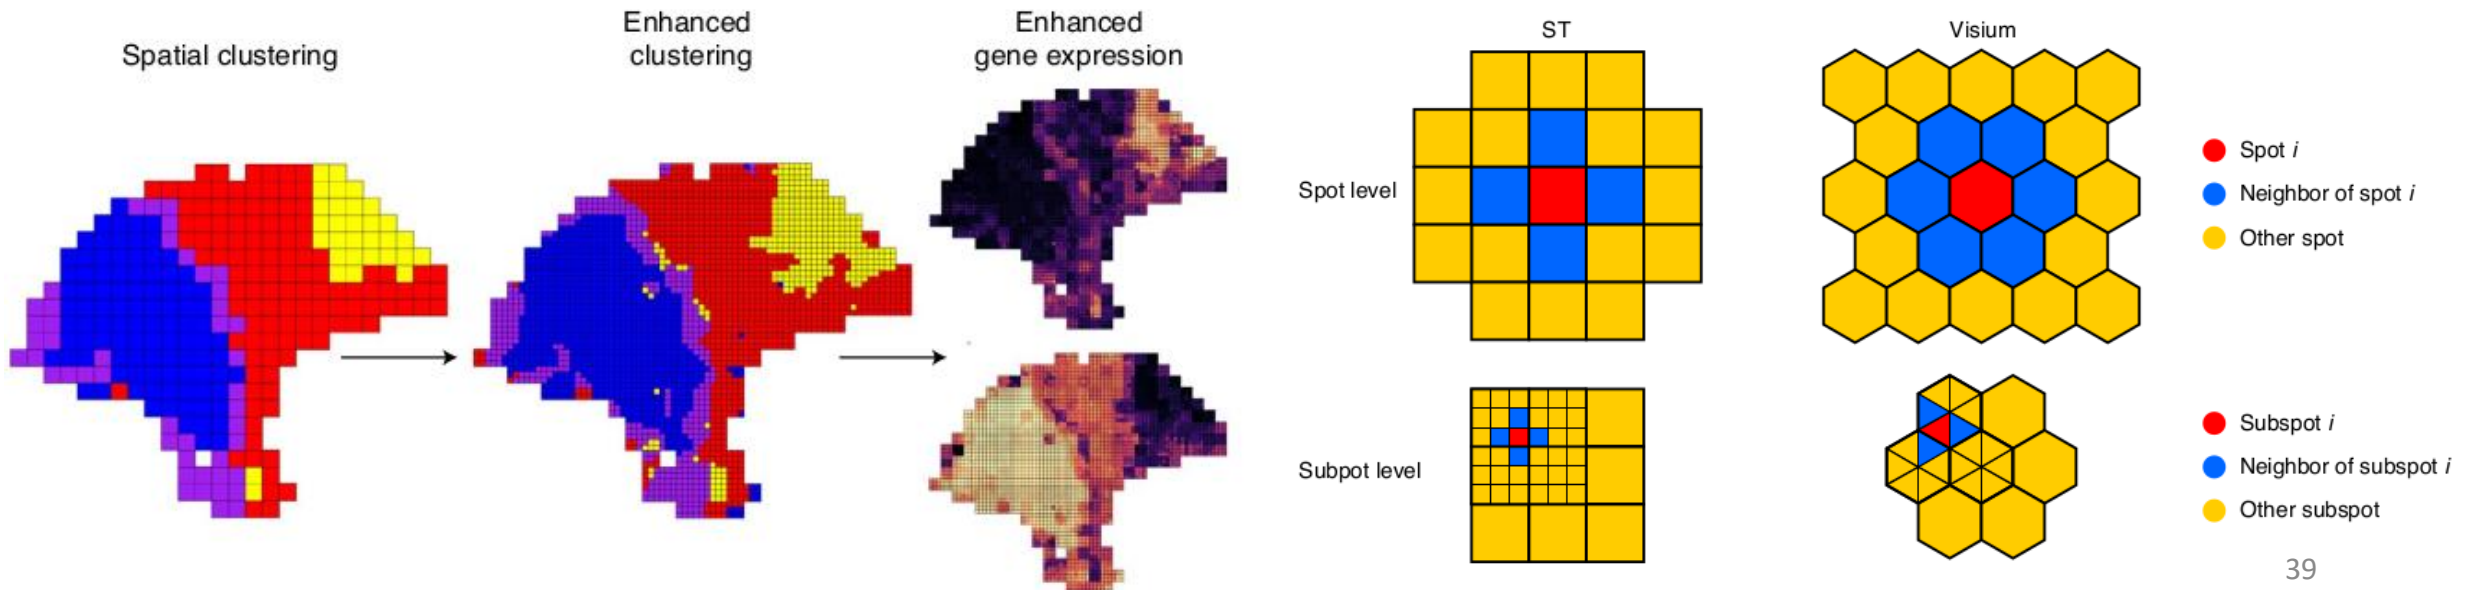 Spatial clustering
Enhanced
clustering
Enhanced
gene expression
ST
Visium
Spot level
Spot i
Neighbor of spot i
Other spot
Subpot level
Subspot i
Neighbor of subspot i
Other subspot
39